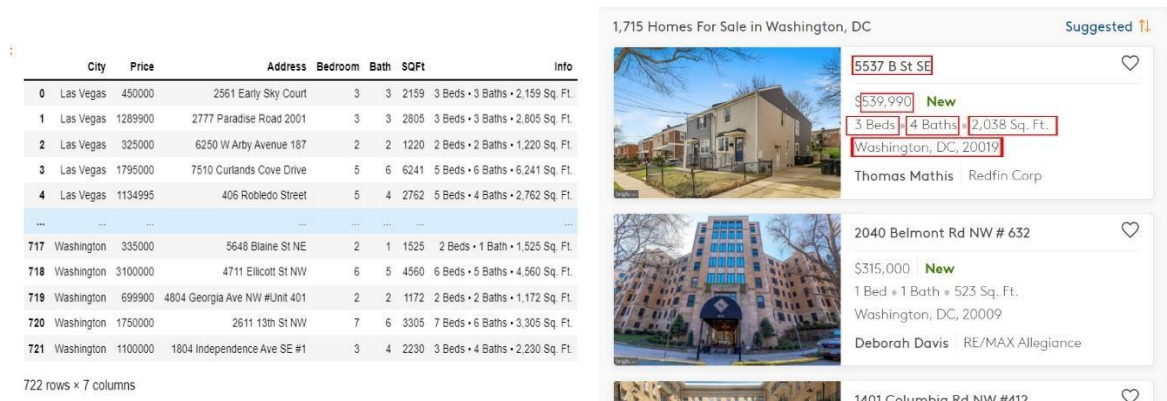 City Price Address Bedroom Bath SQFt Info
0 Las Vegas 450000 2561 Early Sky Court 3 3 2159 3 Beds • 3 Baths • 2,159 Sq. Ft.
1 Las Vegas 1289900 2777 Paradise Road 2001 3 3 2805 3 Beds • 3 Baths • 2,805 Sq. Ft.
2 Las Vegas 325000 6250 W Arby Avenue 187 2 2 1220 2 Beds • 2 Baths • 1,220 Sq. Ft.
3 Las Vegas 1795000 7510 Curlands Cove Drive 5 6 6241 5 Beds • 6 Baths • 6,241 Sq. Ft.
4 Las Vegas 1134995 406 Robledo Street 5 4 2762 5 Beds • 4 Baths • 2,762 Sq. Ft.
... ... ... ... ... ... ... ...
717 Washington 335000 5648 Blaine St NE 2 1 1525 2 Beds • 1 Bath • 1,525 Sq. Ft.
718 Washington 3100000 4711 Ellicott St NW 6 5 4560 6 Beds • 5 Baths • 4,560 Sq. Ft.
719 Washington 699900 4804 Georgia Ave NW #Unit 401 2 2 1172 2 Beds • 2 Baths • 1,172 Sq. Ft.
720 Washington 1750000 2611 13th St NW 7 6 3305 7 Beds • 6 Baths • 3,305 Sq. Ft.
721 Washington 1100000 1804 Independence Ave SE #1 3 4 2230 3 Beds • 4 Baths • 2,230 Sq. Ft.
722 rows × 7 columns
1,715 Homes For Sale in Washington, DC Suggested
5537 B St SE
$539,990 New
3 Beds • 4 Baths • 2,038 Sq. Ft.
Washington, DC, 20019
Thomas Mathis Redfin Corp
bright
2040 Belmont Rd NW # 632
$315,000 New
1 Bed • 1 Bath • 523 Sq. Ft.
Washington, DC, 20009
Deborah Davis RE/MAX Allegiance
bright
1401 Columbia Rd NW #412